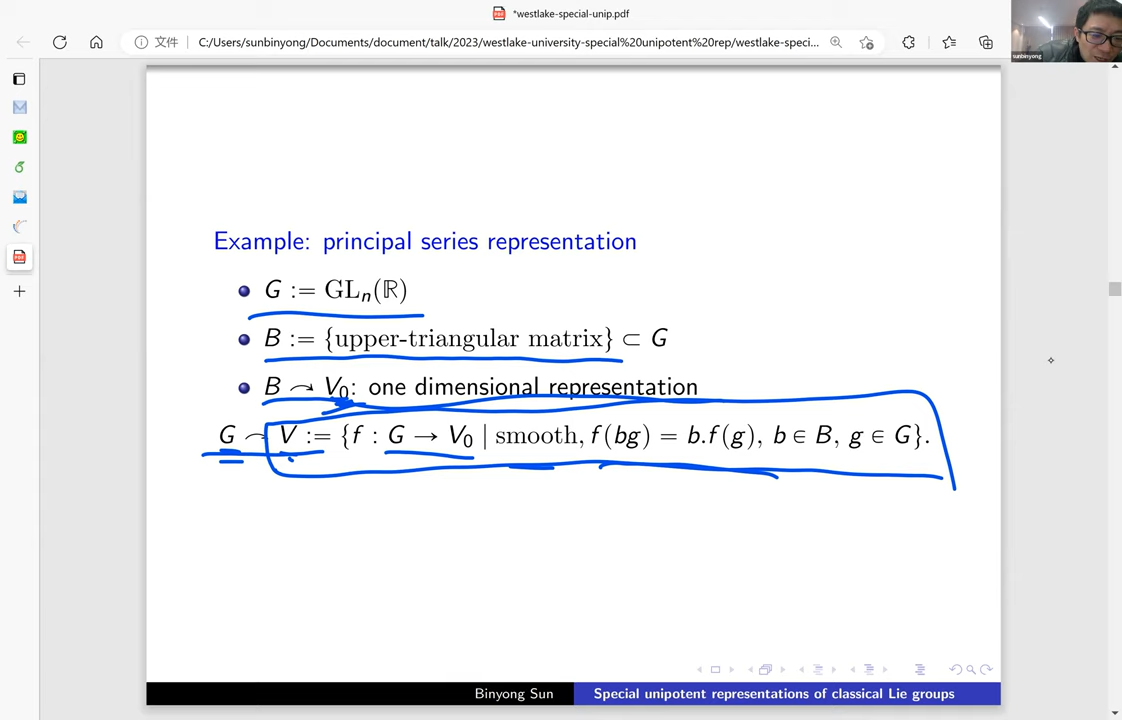 *westlake-special-unip.pdf
文件 C:/Users/sunbinyong/Documents/document/talk/2023/westlake-university-special%20unipotent%20rep/westlake-speci...
sunbinyong
Example: principal series representation
G := GLₙ(ℝ)
B := {upper-triangular matrix} ⊂ G
B ↷ V₀: one dimensional representation
G ↷ V := {f : G → V₀ | smooth, f(bg) = b.f(g), b ∈ B, g ∈ G}.
Binyong Sun Special unipotent representations of classical Lie groups